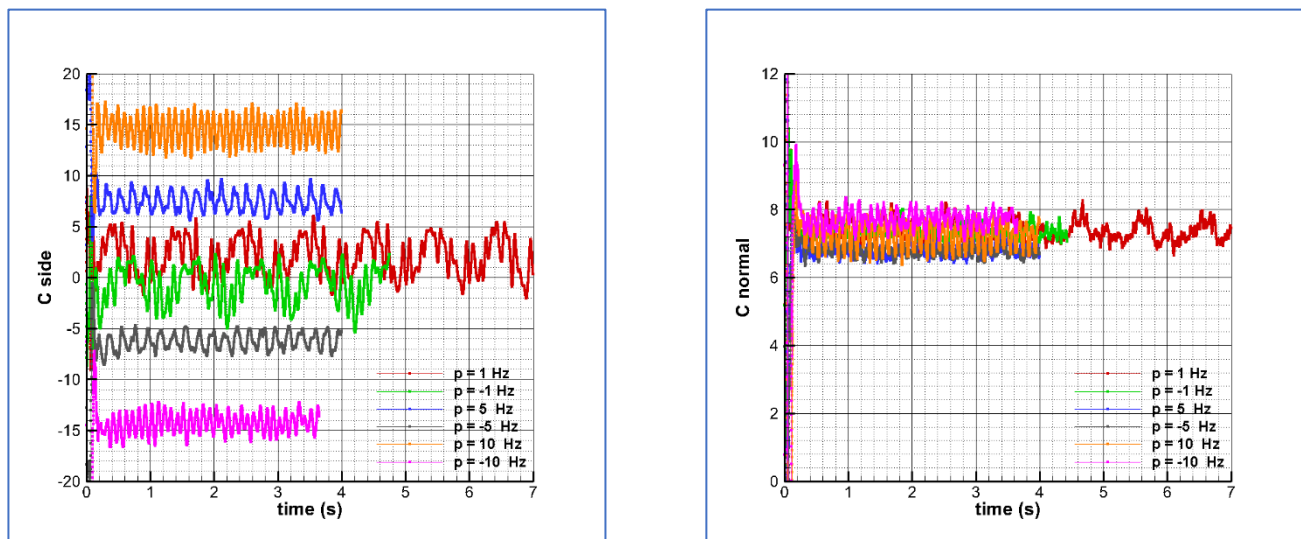 20
15
10
5
0
-5
-10
-15
-20
C side
p = 1 Hz
p = -1 Hz
p = 5 Hz
p = -5 Hz
p = 10 Hz
p = -10 Hz
0 1 2 3 4 5 6 7
time (s)
12
10
8
6
4
2
0
C normal
p = 1 Hz
p = -1 Hz
p = 5 Hz
p = -5 Hz
p = 10 Hz
p = -10 Hz
0 1 2 3 4 5 6 7
time (s)